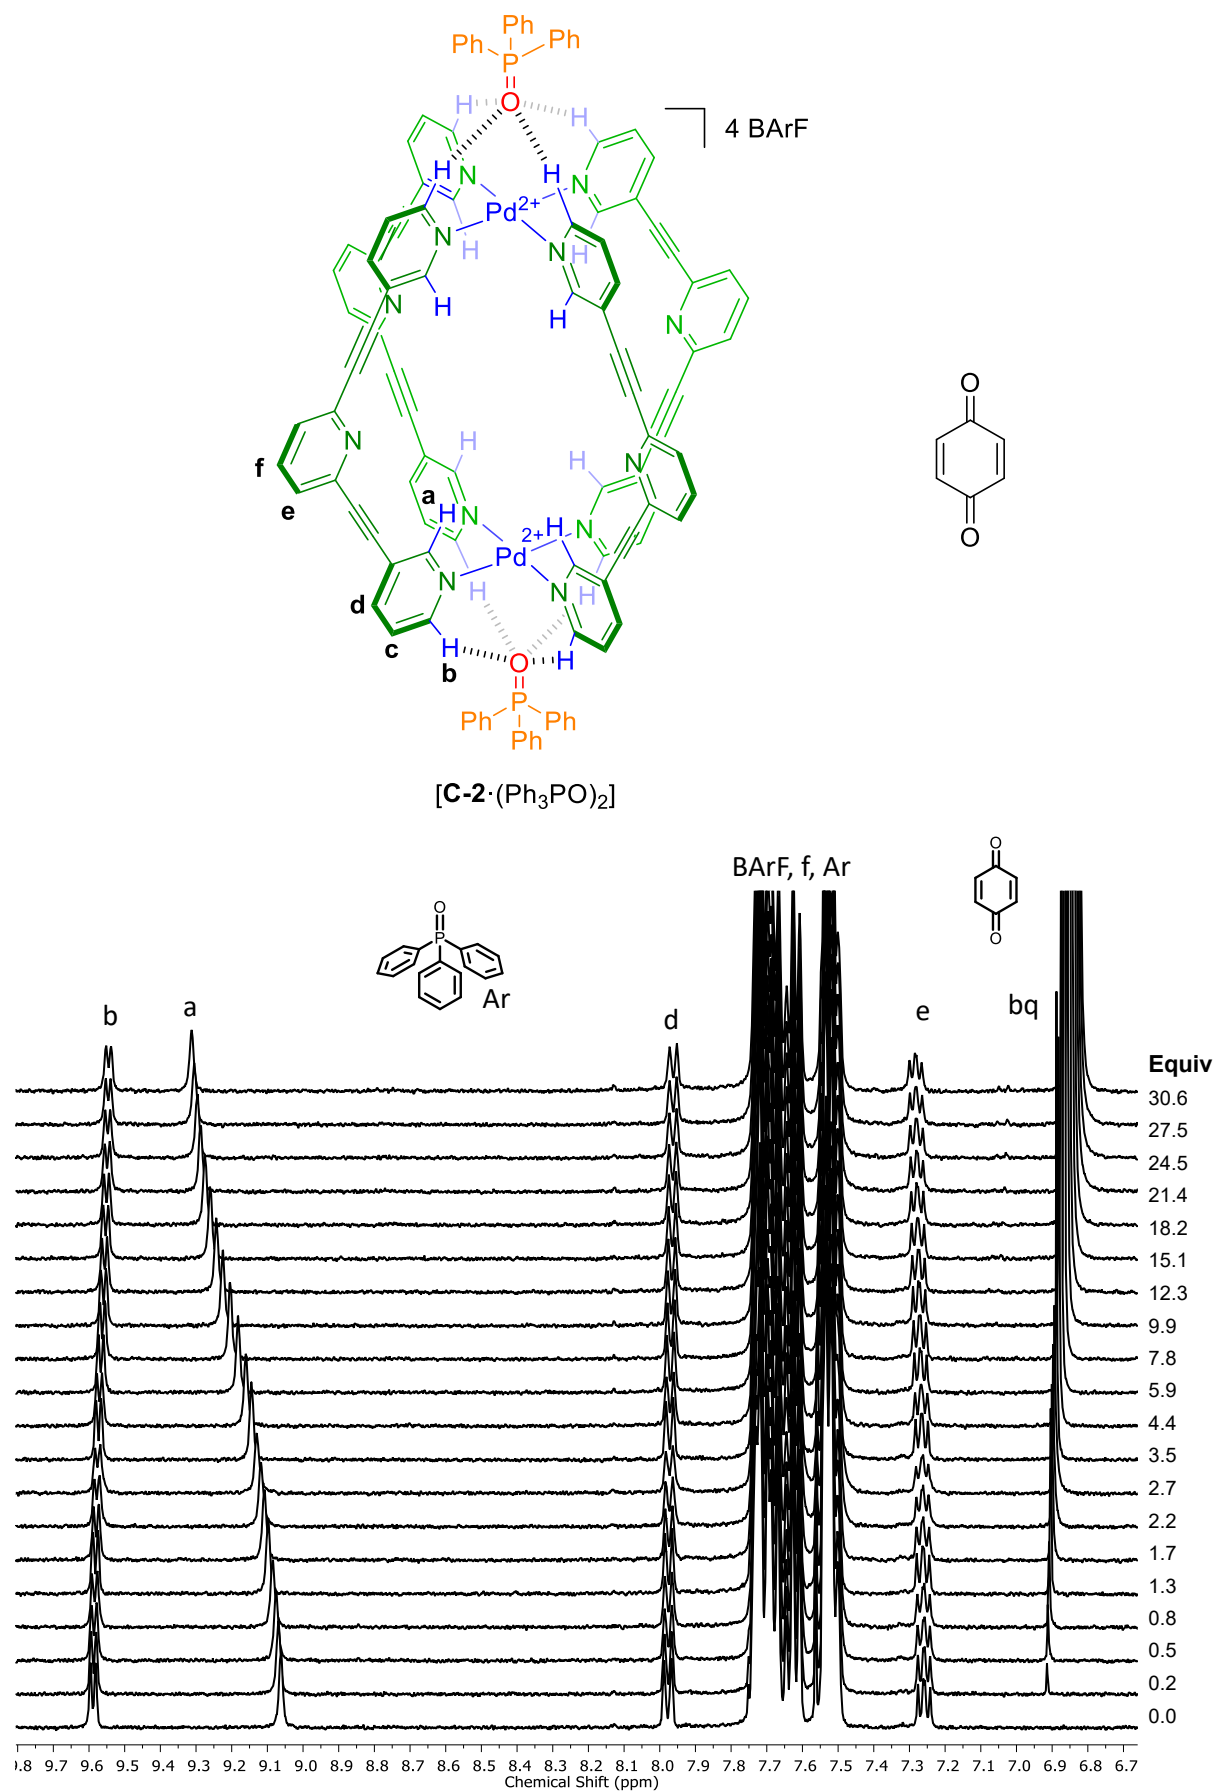 Ph Ph Ph
P
O
H H
H H
4 BArF
N N
Pd2+
N N
H H
H H
N N
N N
f
e
H H
a
H H
N N
2+
Pd
N N
d
c
H H
H H
b
O
P
Ph Ph
Ph
O
O
[C-2·(Ph3PO)2]
BArF, f, Ar
O
O
O
P
Ar
b a d e bq
Equiv
30.6
27.5
24.5
21.4
18.2
15.1
12.3
9.9
7.8
5.9
4.4
3.5
2.7
2.2
1.7
1.3
0.8
0.5
0.2
0.0
9.7 9.6 9.5 9.4 9.3 9.2 9.1 9.0 8.9 8.8 8.7 8.6 8.5 8.4 8.3 8.2 8.1 8.0 7.9 7.8 7.7 7.6 7.5 7.4 7.3 7.2 7.1 7.0 6.9 6.8 6.7
Chemical Shift (ppm)